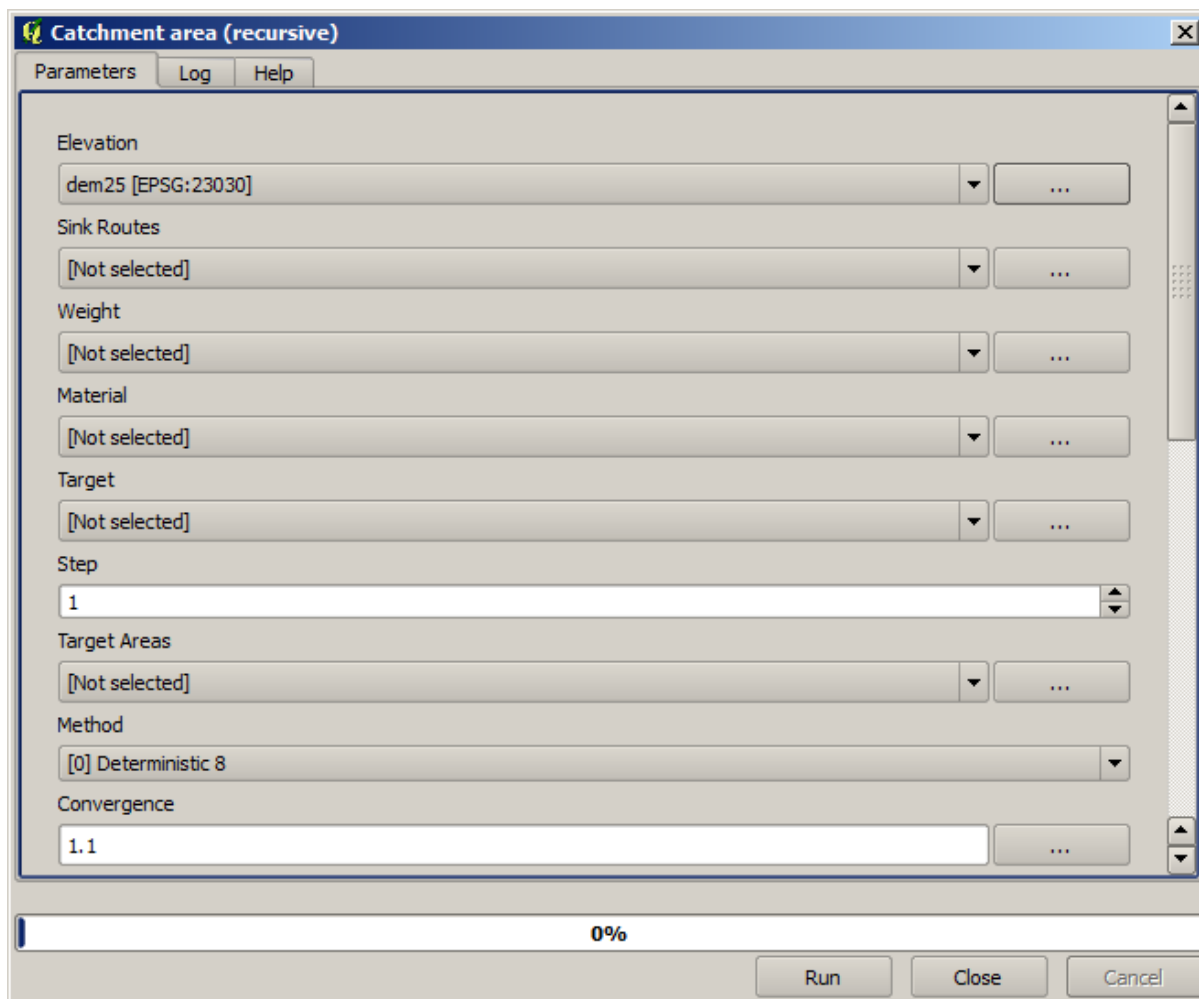 Catchment area (recursive)
Parameters Log Help
Elevation
dem25 [EPSG:23030]
...
Sink Routes
[Not selected]
...
Weight
[Not selected]
...
Material
[Not selected]
...
Target
[Not selected]
...
Step
1
Target Areas
[Not selected]
...
Method
[0] Deterministic 8
Convergence
1.1
...
0%
Run Close Cancel